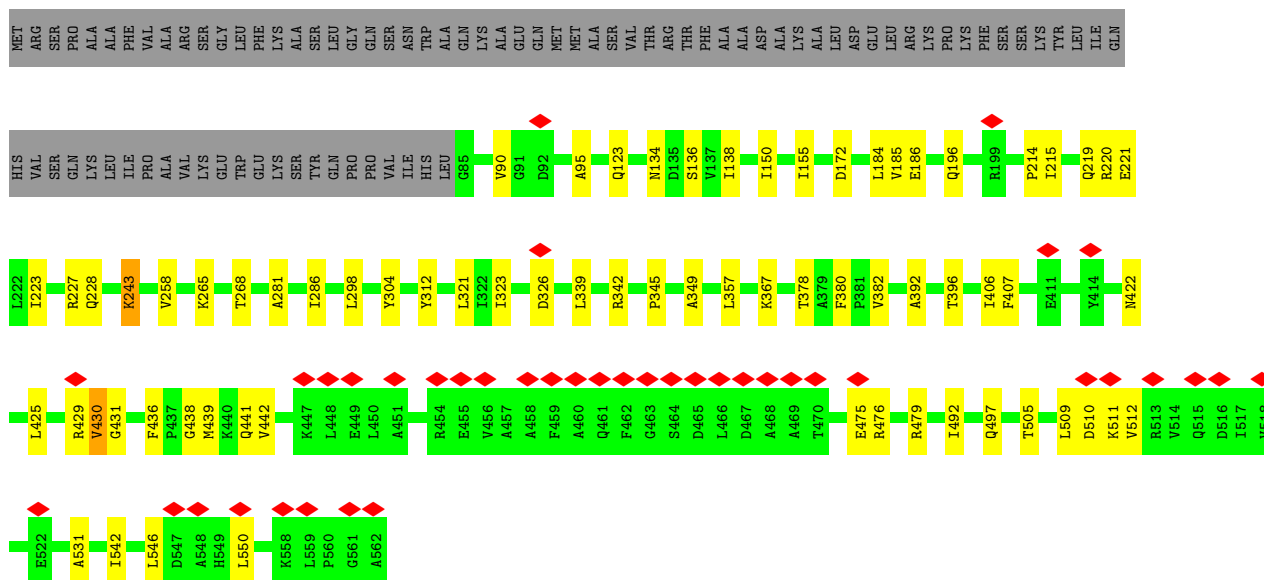 MET ARG SER PRO ALA ALA PHE VAL ALA ARG SER GLY LEU PHE LYS ALA SER LEU GLY GLN SER ASN TRP ALA GLN LYS ALA GLU GLN MET MET ALA SER VAL THR ARG THR PHE ALA ALA ASP ALA LYS ALA LEU ASP GLU LEU ARG LYS PRO LYS PHE SER SER LYS TYR LEU ILE GLN
HIS VAL SER GLN LYS LEU ILE PRO ALA VAL LYS GLU TRP GLU LYS SER TYR GLN PRO PRO VAL ILE HIS LEU G85 V90 G91 D92 A95 Q123 N134 D135 S136 V137 I138 I150 I155 D172 L184 V185 E186 Q196 R199 P214 I215 Q219 R220 E221
L222 I223 R227 Q228 K243 V258 K265 T268 A281 I286 L298 Y304 Y312 L321 I322 I323 D326 L339 R342 P345 A349 L357 K367 T378 A379 F380 P381 V382 A392 T396 I406 F407 E411 Y414 N422
L425 R429 V430 G431 F436 P437 G438 M439 K440 Q441 V442 K447 L448 E449 L450 A451 R454 E455 V456 A457 A458 F459 A460 Q461 F462 G463 S464 D465 L466 D467 A468 A469 T470 E475 R476 R479 I492 Q497 T505 L509 D510 K511 V512 R513 V514 Q515 D516 I517
E522 A531 I542 L546 D547 A548 H549 L550 K558 L559 P560 G561 A562